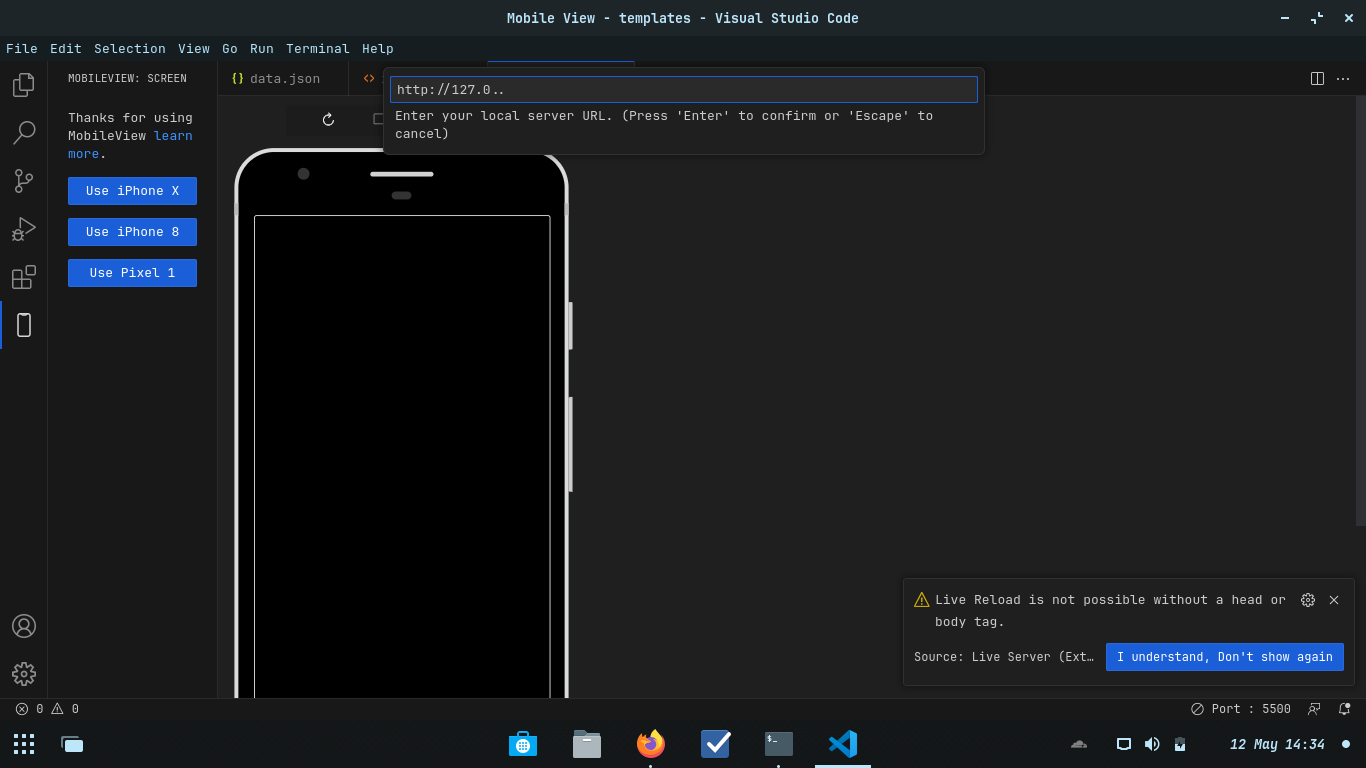 Mobile View - templates - Visual Studio Code
File Edit Selection View Go Run Terminal Help
MOBILEVIEW: SCREEN
data.json
http://127.0..
Enter your local server URL. (Press 'Enter' to confirm or 'Escape' to
cancel)
Thanks for using
MobileView learn
more.
Use iPhone X
Use iPhone 8
Use Pixel 1
Live Reload is not possible without a head or
body tag.
Source: Live Server (Ext…
I understand, Don't show again
0 0
Port : 5500
12 May 14:34